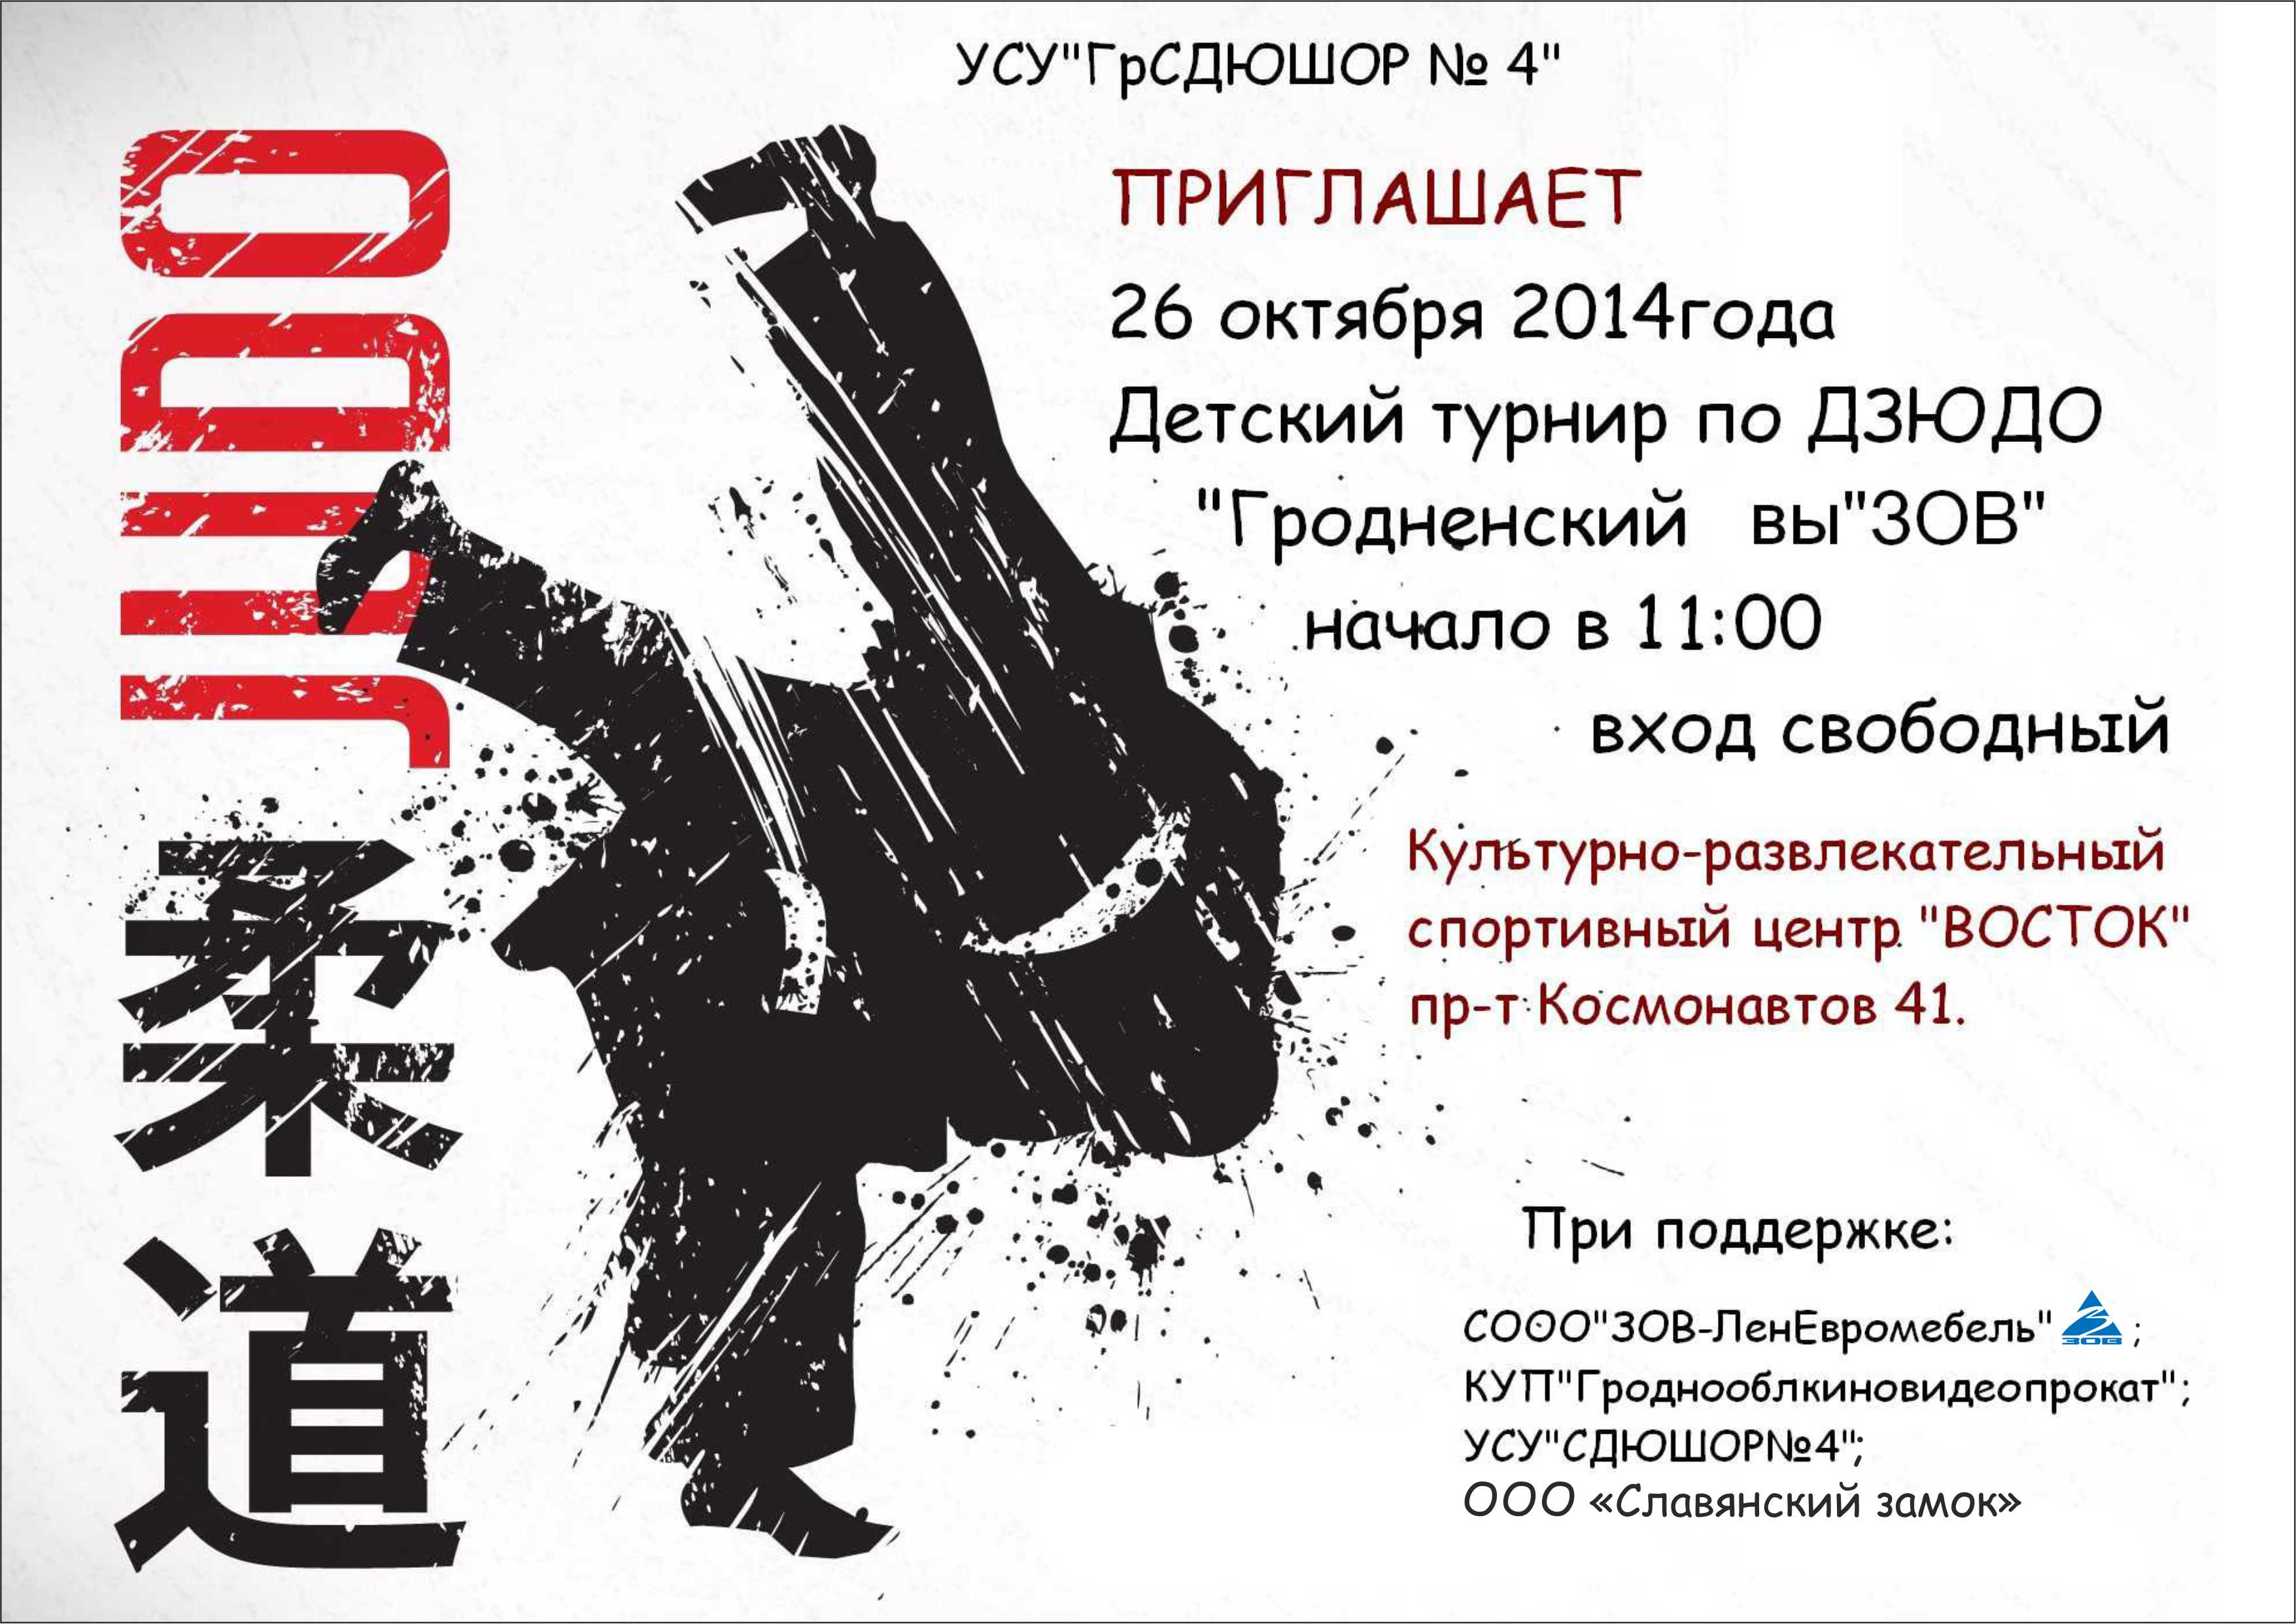 JUDO
柔道
УСУ"ГрСДЮШОР № 4"
ПРИГЛАШАЕТ
26 октября 2014года
Детский турнир по ДЗЮДО
"Гродненский вы"ЗОВ"
начало в 11:00
вход свободный
Культурно-развлекательный
спортивный центр "ВОСТОК"
пр-т Космонавтов 41.
При поддержке:
СООО"ЗОВ-ЛенЕвромебель" ЗОВ ;
КУП"Гроднооблкиновидеопрокат";
УСУ"СДЮШОР№4";
ООО «Славянский замок»